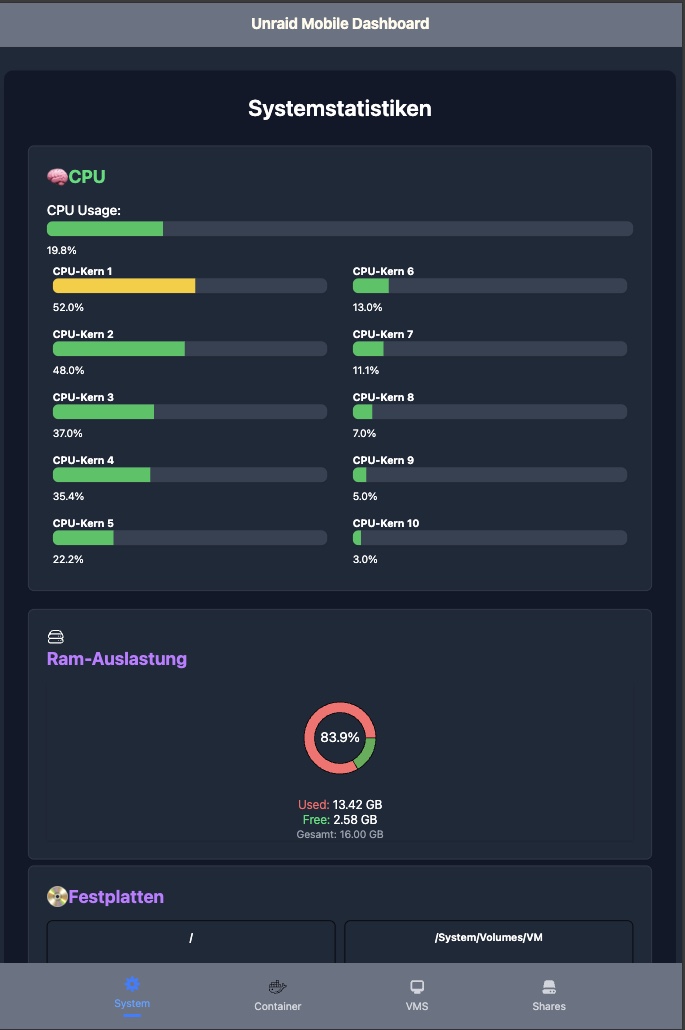 Unraid Mobile Dashboard
Systemstatistiken
CPU
CPU Usage:
19.8%
CPU-Kern 1
52.0%
CPU-Kern 2
48.0%
CPU-Kern 3
37.0%
CPU-Kern 4
35.4%
CPU-Kern 5
22.2%
CPU-Kern 6
13.0%
CPU-Kern 7
11.1%
CPU-Kern 8
7.0%
CPU-Kern 9
5.0%
CPU-Kern 10
3.0%
Ram-Auslastung
83.9%
Used: 13.42 GB
Free: 2.58 GB
Gesamt: 16.00 GB
Festplatten
/
/System/Volumes/VM
System
Container
VMS
Shares